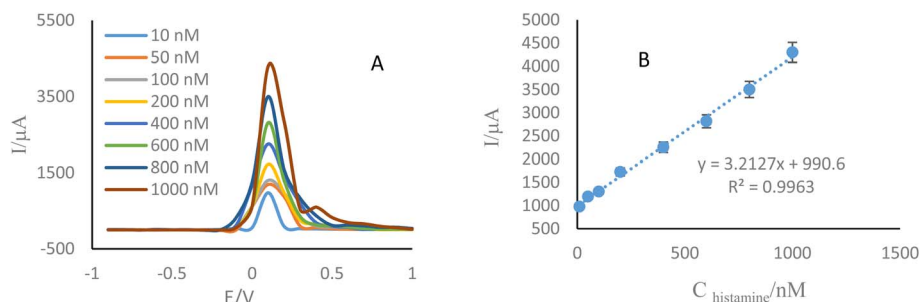 5500
3500
1500
-500
I/μA
10 nM
50 nM
100 nM
200 nM
400 nM
600 nM
800 nM
1000 nM
A
-1
-0.5
0
0.5
1
E/V
5000
4500
4000
3500
3000
2500
2000
1500
1000
500
I/μA
B
y = 3.2127x + 990.6
R² = 0.9963
0
500
1000
1500
C histamine/nM